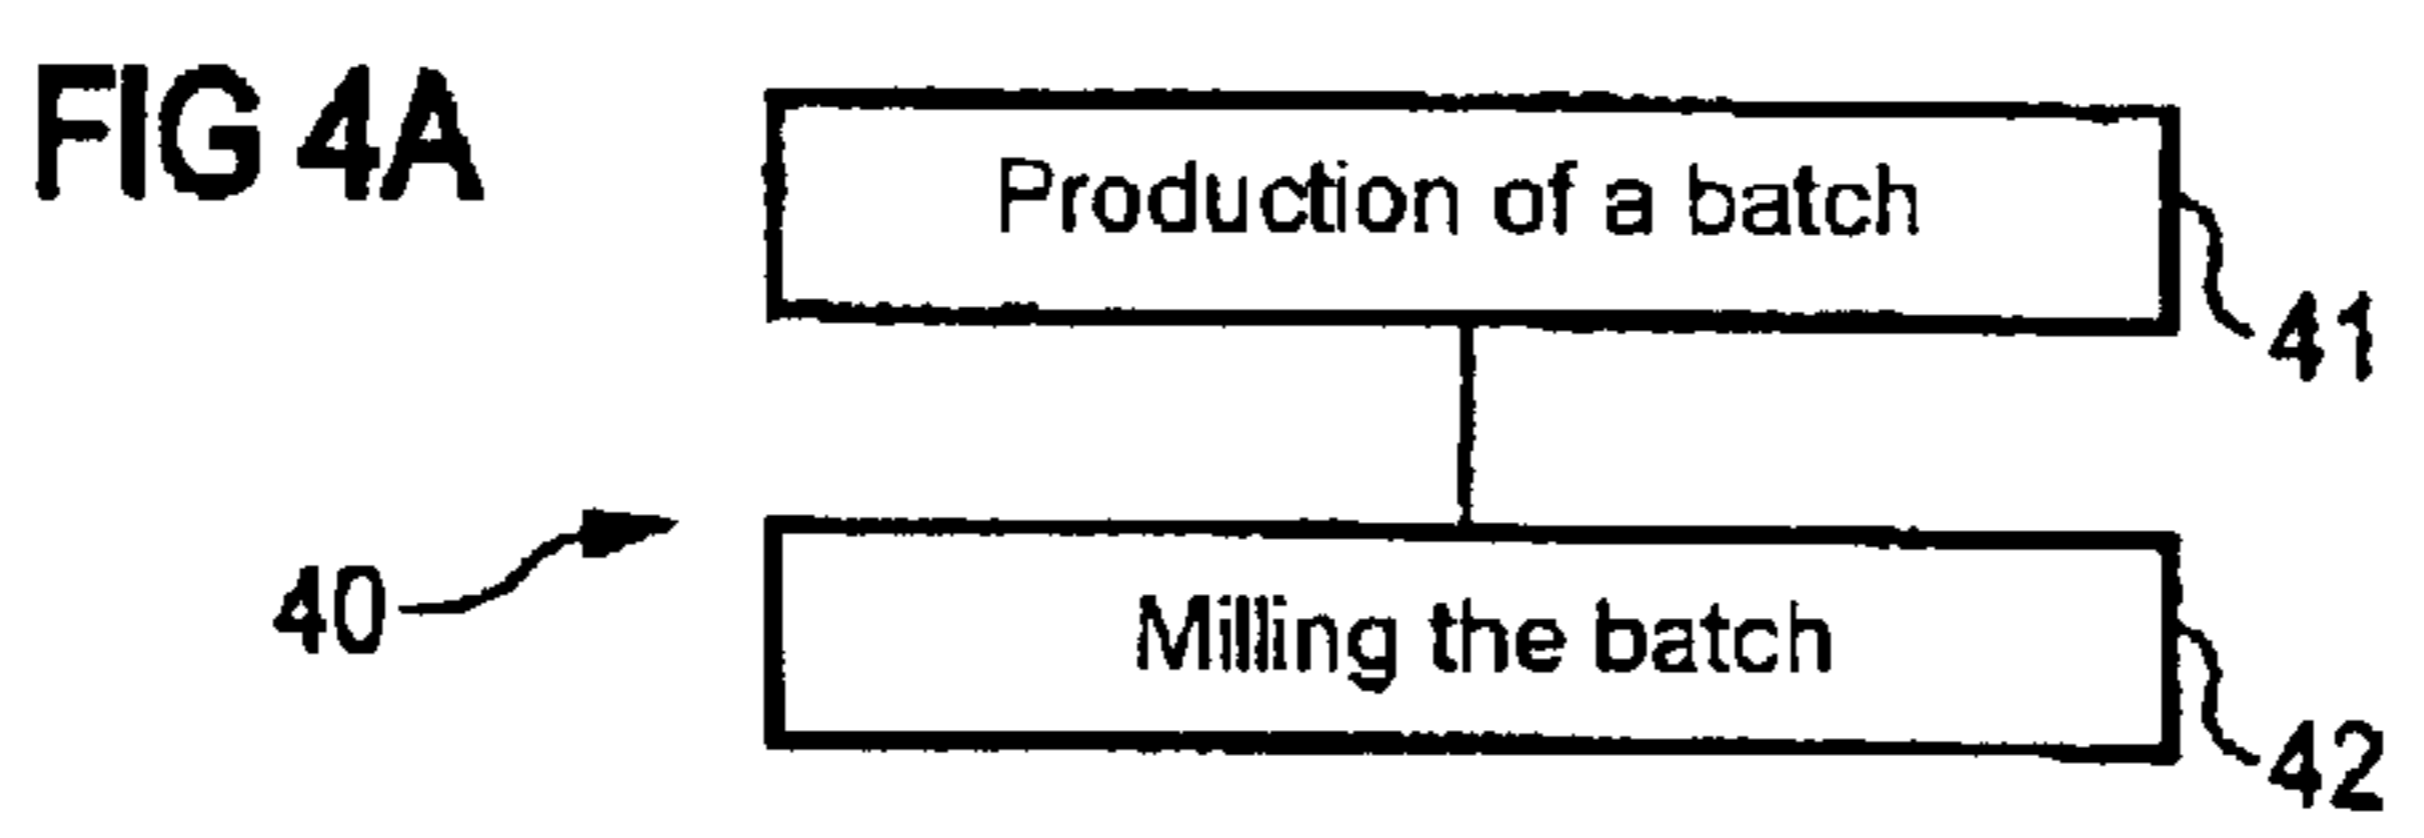 FIG 4A
Production of a batch
41
40
Milling the batch
42